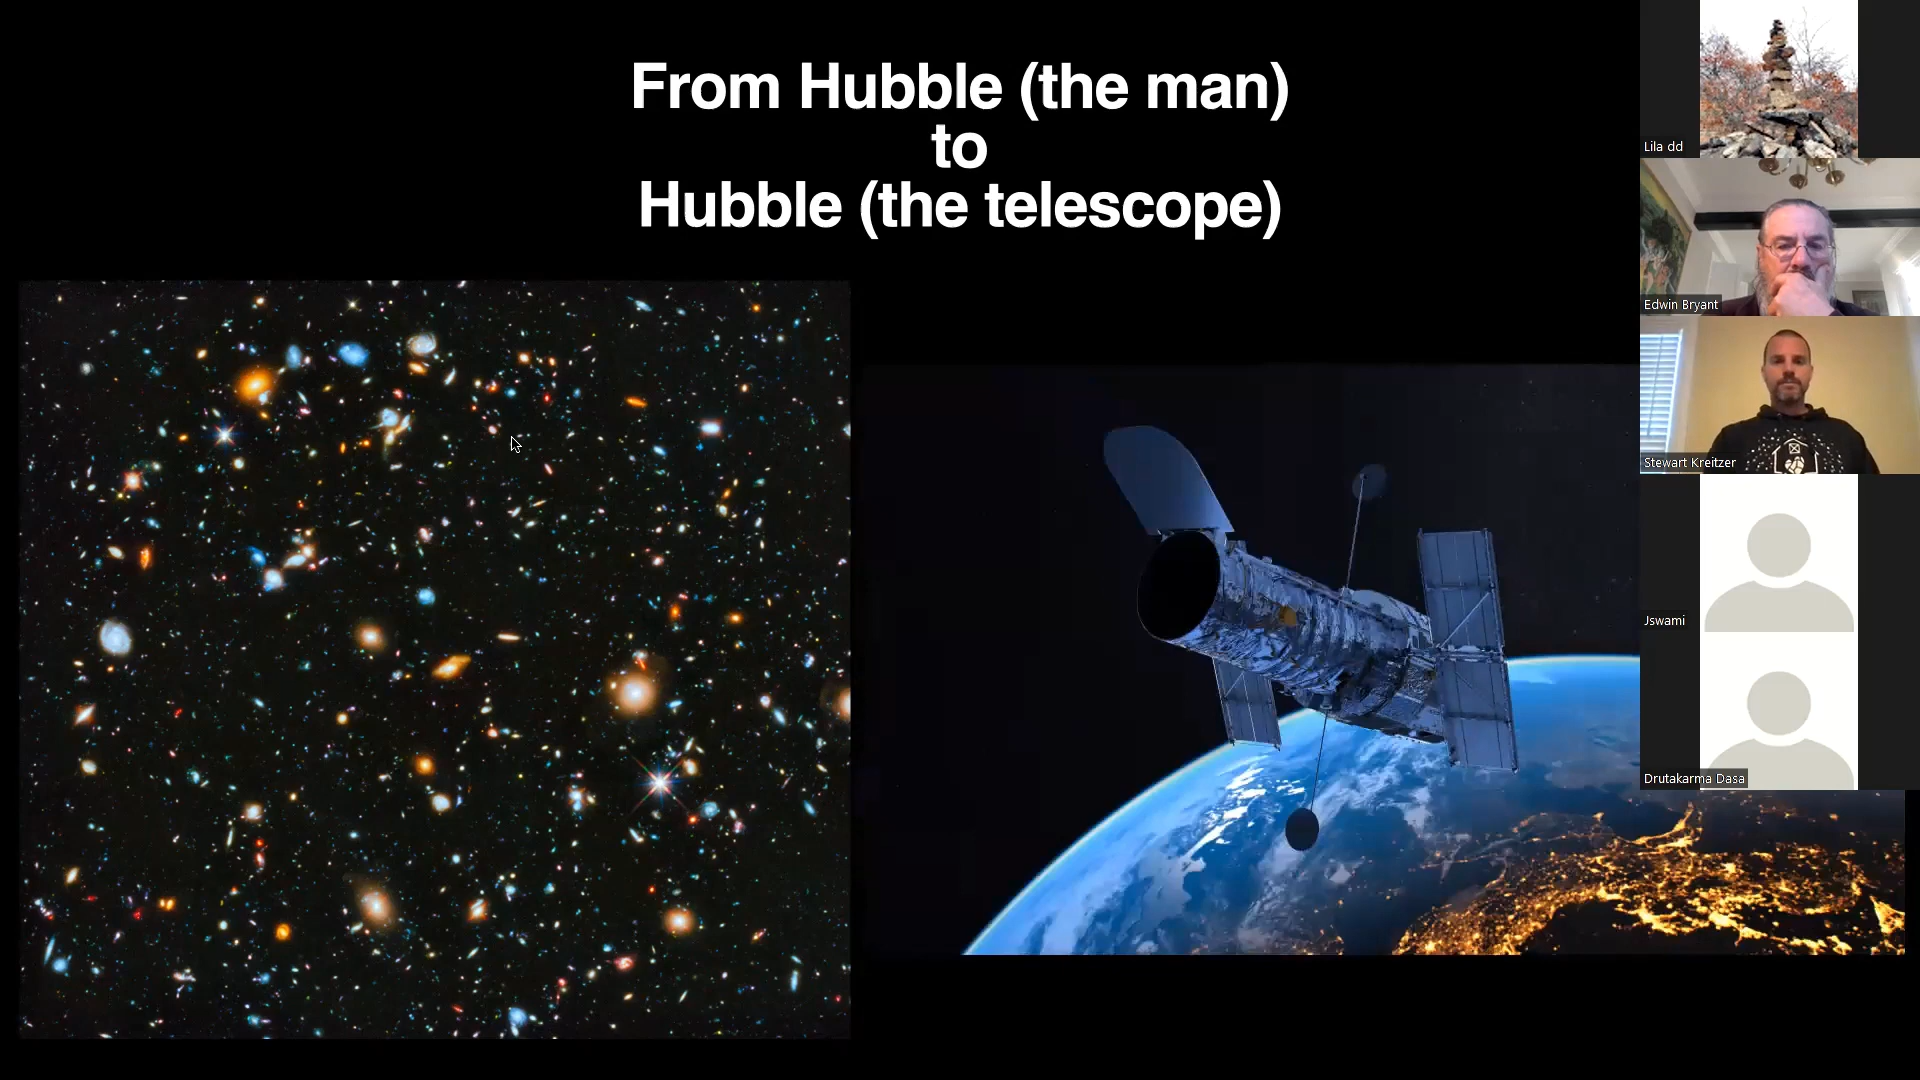 From Hubble (the man)
to
Hubble (the telescope)
Lila dd
Edwin Bryant
Stewart Kreitzer
Jswami
Drutakarma Dasa